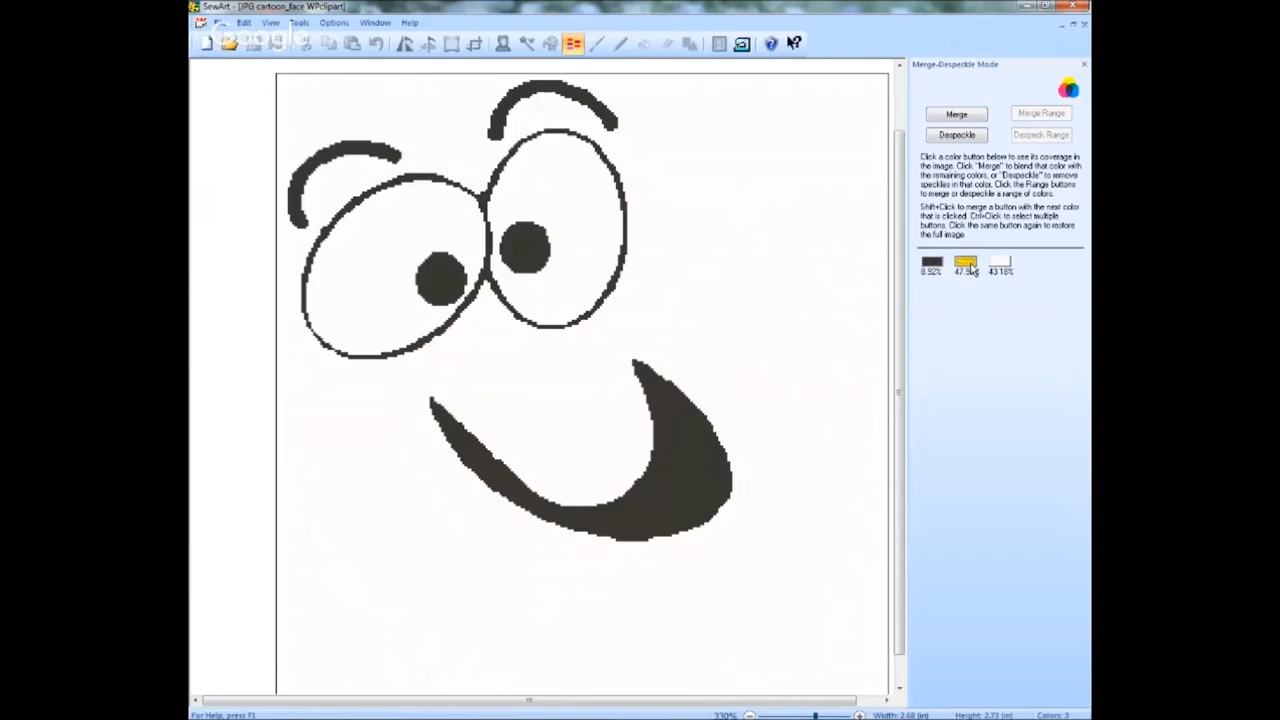 SewArt - [JPG cartoon_face WPclipart]
Edit View Tools Options Window Help
Google
Merge-Despeckle Mode
Merge Merge Range
Despeckle Despeck Range
Click a color button below to see its coverage in
the image. Click "Merge" to blend that color with
the remaining colors, or "Despeckle" to remove
speckles in that color. Click the Range buttons
to merge or despeckle a range of colors.
Shift+Click to merge a button with the next color
that is clicked. Ctrl+Click to select multiple
buttons. Click the same button again to restore
the full image.
8.92% 43.18%
For Help, press F1 330% Width: 2.68 (in) Height: 2.73 (in) Colors: 3